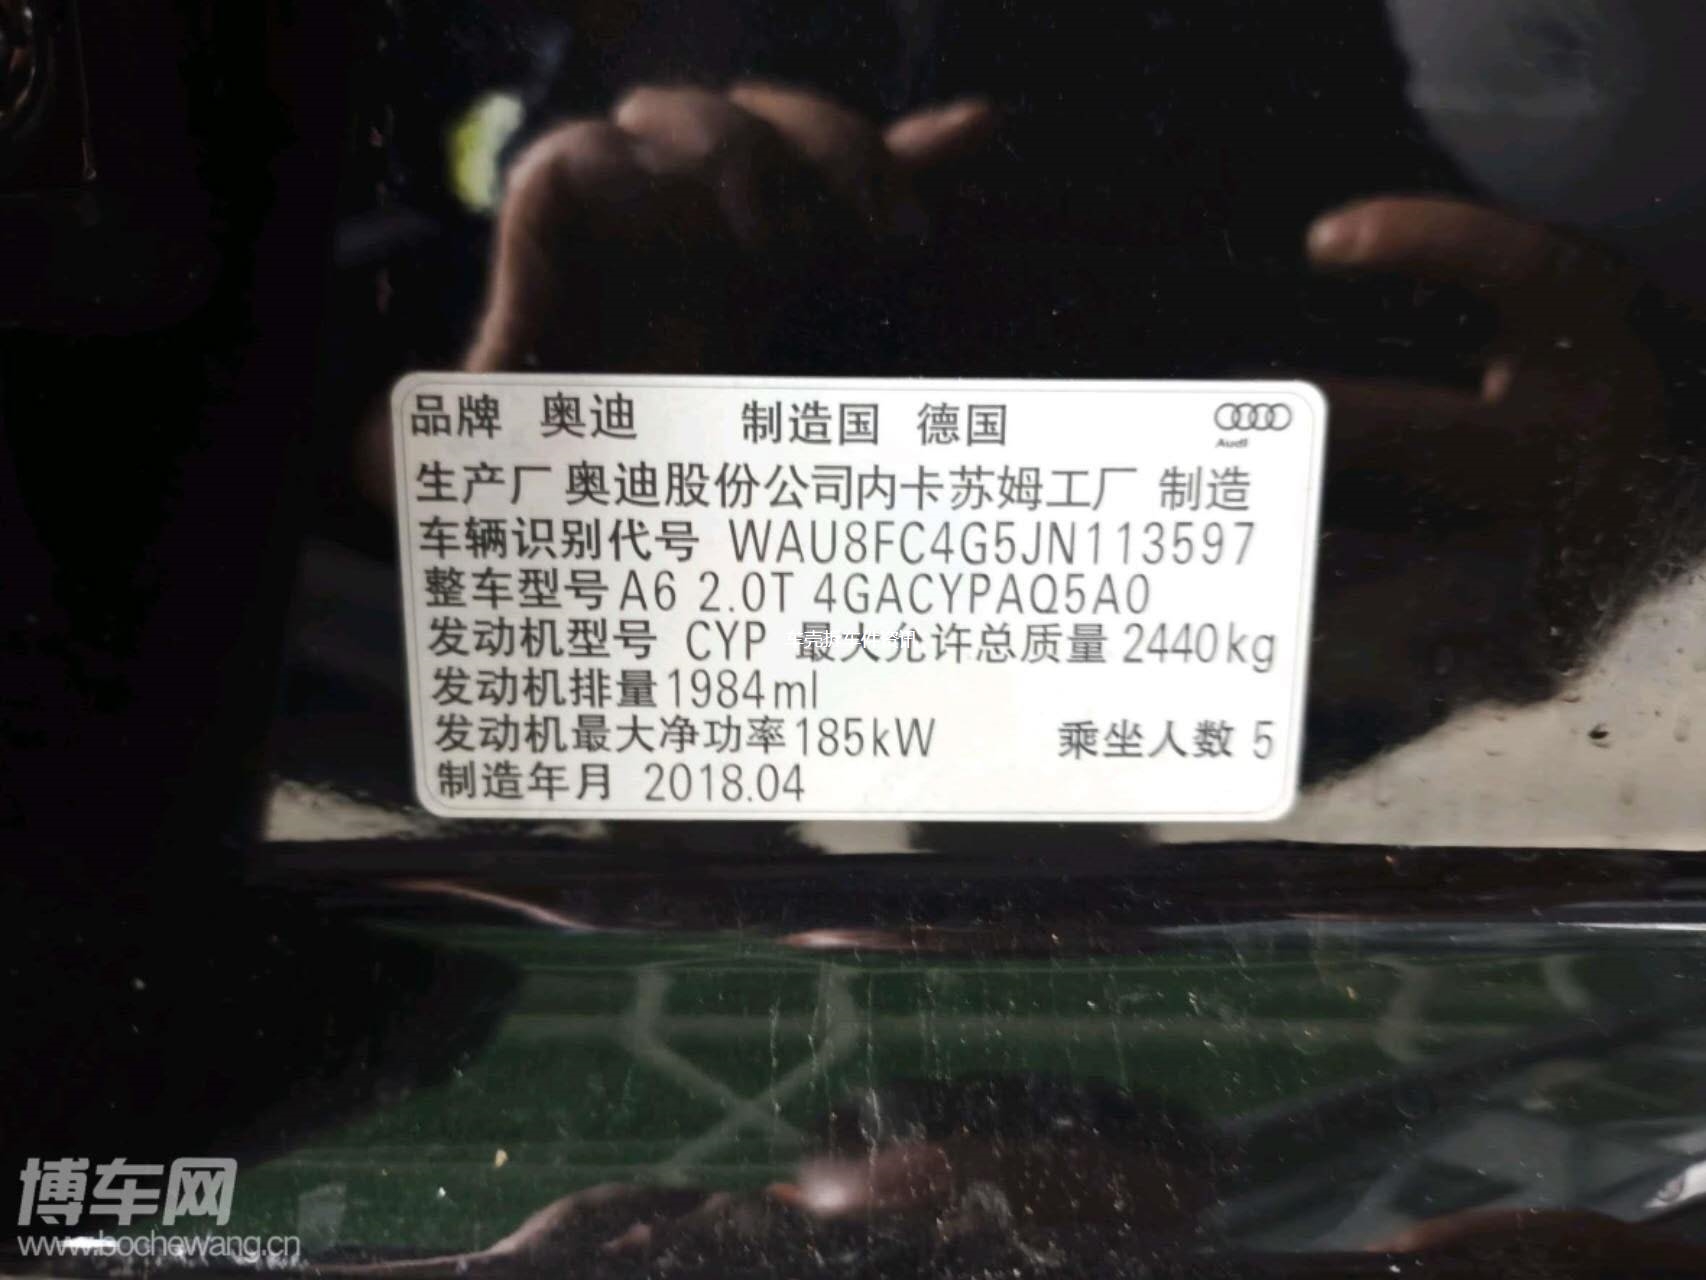 品牌 奥迪 制造国 德国
Audi
生产厂 奥迪股份公司内卡苏姆工厂 制造
车辆识别代号 WAU8FC4G5JN113597
整车型号 A6 2.0T 4GACYPAQ5A0
发动机型号 CYP 最大允许总质量 2440kg
发动机排量 1984ml
发动机最大净功率 185kW 乘坐人数 5
制造年月 2018.04
博车网
www.bochewang.cn